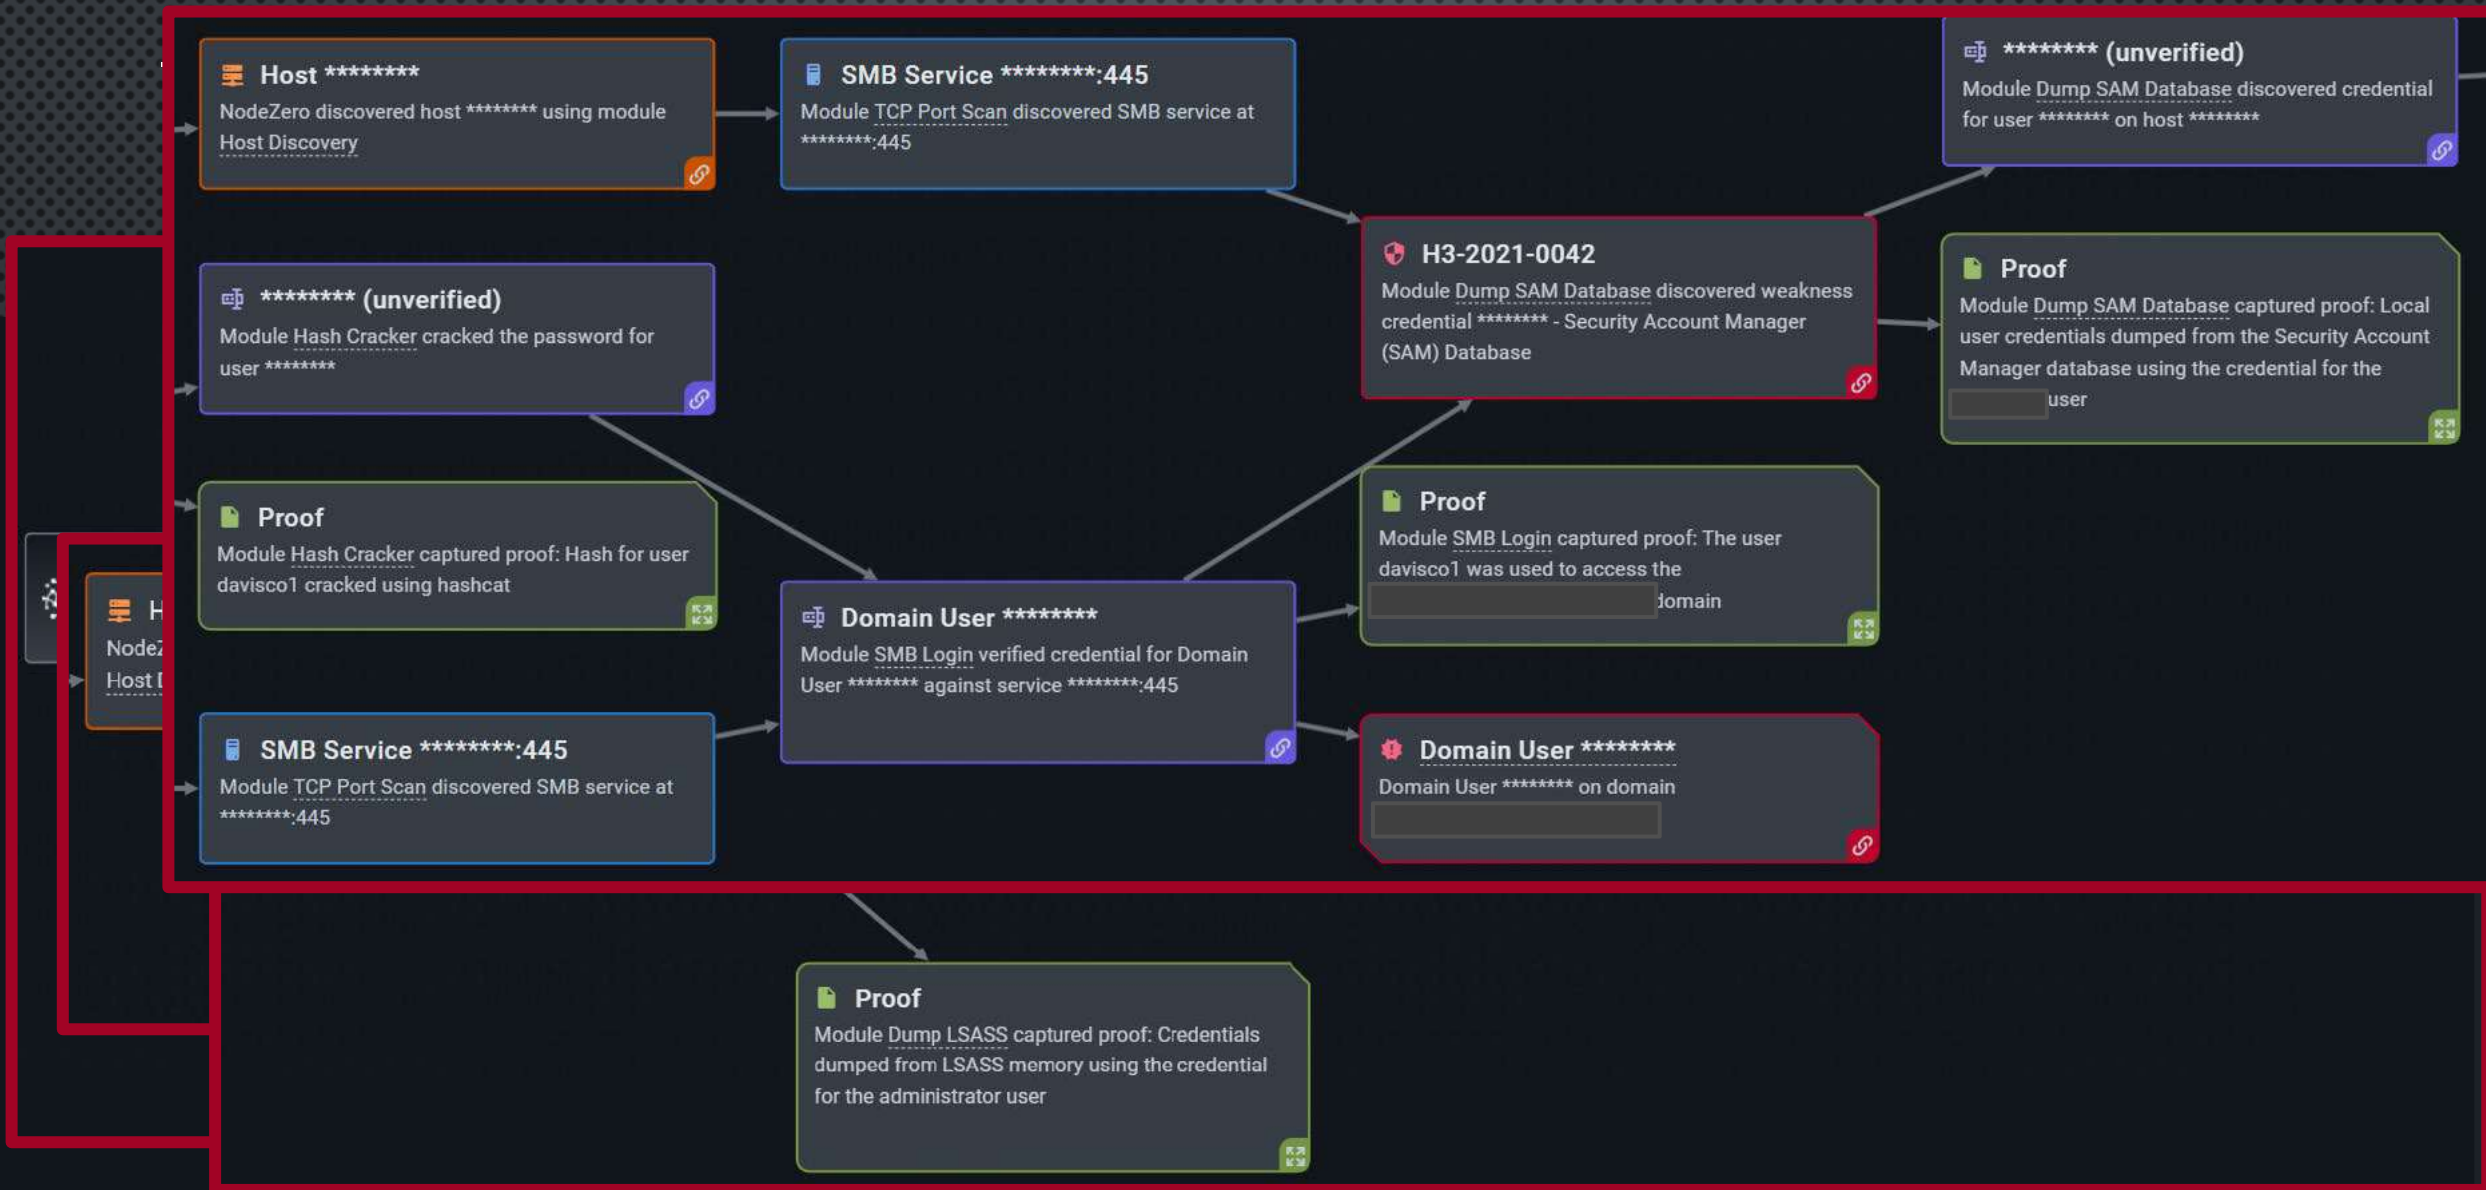 Host ********
NodeZero discovered host ******** using module
Host Discovery
SMB Service ********:445
Module TCP Port Scan discovered SMB service at
********:445
******** (unverified)
Module Dump SAM Database discovered credential
for user ******** on host ********
H3-2021-0042
Module Dump SAM Database discovered weakness
credential ******** - Security Account Manager
(SAM) Database
Proof
Module Dump SAM Database captured proof: Local
user credentials dumped from the Security Account
Manager database using the credential for the
user
******** (unverified)
Module Hash Cracker cracked the password for
user ********
Proof
Module Hash Cracker captured proof: Hash for user
davisco1 cracked using hashcat
Proof
Module SMB Login captured proof: The user
davisco1 was used to access the
domain
Domain User ********
Module SMB Login verified credential for Domain
User ******** against service ********:445
SMB Service ********:445
Module TCP Port Scan discovered SMB service at
********:445
Domain User ********
Domain User ******** on domain
H
Node
Host
Proof
Module Dump LSASS captured proof: Credentials
dumped from LSASS memory using the credential
for the administrator user